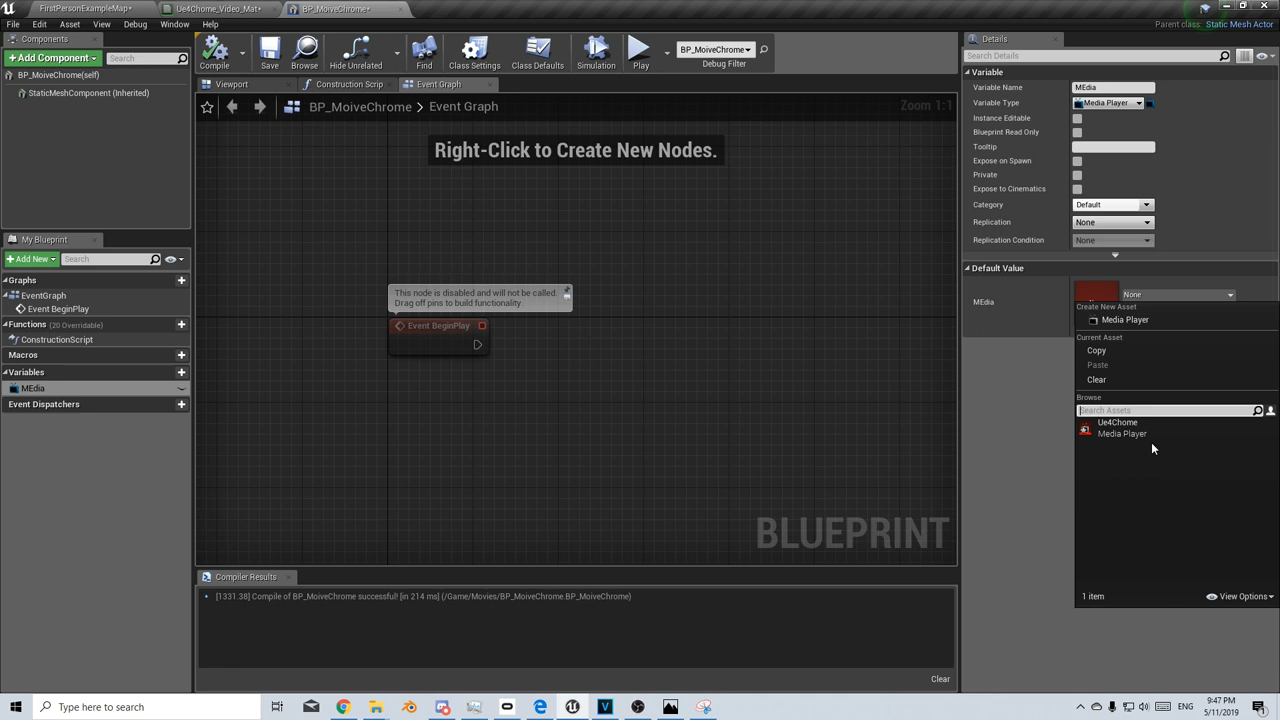 FirstPersonExampleMap*
Ue4Chome_Video_Mat*
BP_MoiveChrome*
File Edit Asset View Debug Window Help
Parent class: Static Mesh Actor
Components
+Add Component
Search
BP_MoiveChrome(self)
StaticMeshComponent (Inherited)
Compile
Save
Browse
Hide Unrelated
Find
Class Settings
Class Defaults
Simulation
Play
BP_MoiveChrome
Debug Filter
Viewport
Construction Scrip
Event Graph
BP_MoiveChrome > Event Graph
Zoom 1:1
Right-Click to Create New Nodes.
This node is disabled and will not be called.
Drag off pins to build functionality.
Event BeginPlay
BLUEPRINT
My Blueprint
+Add New
Search
Graphs
EventGraph
Event BeginPlay
Functions (20 Overridable)
ConstructionScript
Macros
Variables
MEdia
Event Dispatchers
Compiler Results
[1331.38] Compile of BP_MoiveChrome successful! [in 214 ms] (/Game/Movies/BP_MoiveChrome.BP_MoiveChrome)
Clear
Details
Search Details
Variable
Variable Name MEdia
Variable Type Media Player
Instance Editable
Blueprint Read Only
Tooltip
Expose on Spawn
Private
Expose to Cinematics
Category Default
Replication None
Replication Condition None
Default Value
MEdia
None
Create New Asset
Media Player
Current Asset
Copy
Paste
Clear
Browse
Search Assets
Ue4Chome
Media Player
1 item
View Options
Type here to search
ENG
9:47 PM
5/11/2019